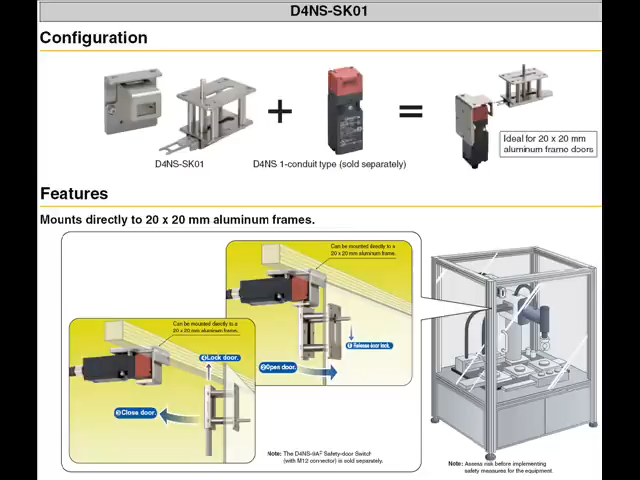 D4NS-SK01
Configuration
D4NS-SK01
D4NS 1-conduit type (sold separately)
Ideal for 20 x 20 mm
aluminum frame doors
Features
Mounts directly to 20 x 20 mm aluminum frames.
Can be mounted directly to a
20 x 20 mm aluminum frame.
① Release door lock.
② Open door.
Can be mounted directly to a
20 x 20 mm aluminum frame.
Lock door.
② Close door.
Note: The D4NS-9AF Safety-door Switch
(with M12 connector) is sold separately.
Note: Assess risk before implementing
safety measures for the equipment.